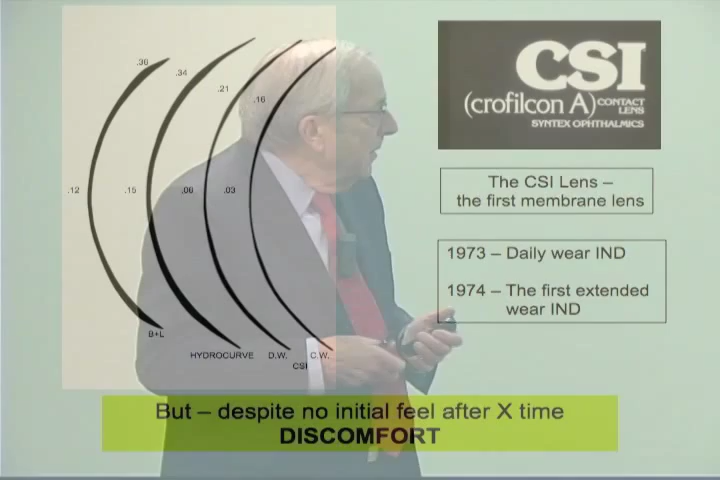 .30
.34
.21
.16
.12
.15
.06
.03
B+L
HYDROCURVE
D.W.
C.W.
CSI
CSI
(crofilcon A) CONTACT LENS
SYNTEX OPHTHALMICS
The CSI Lens –
the first membrane lens
1973 – Daily wear IND
1974 – The first extended
wear IND
But – despite no initial feel after X time
DISCOMFORT